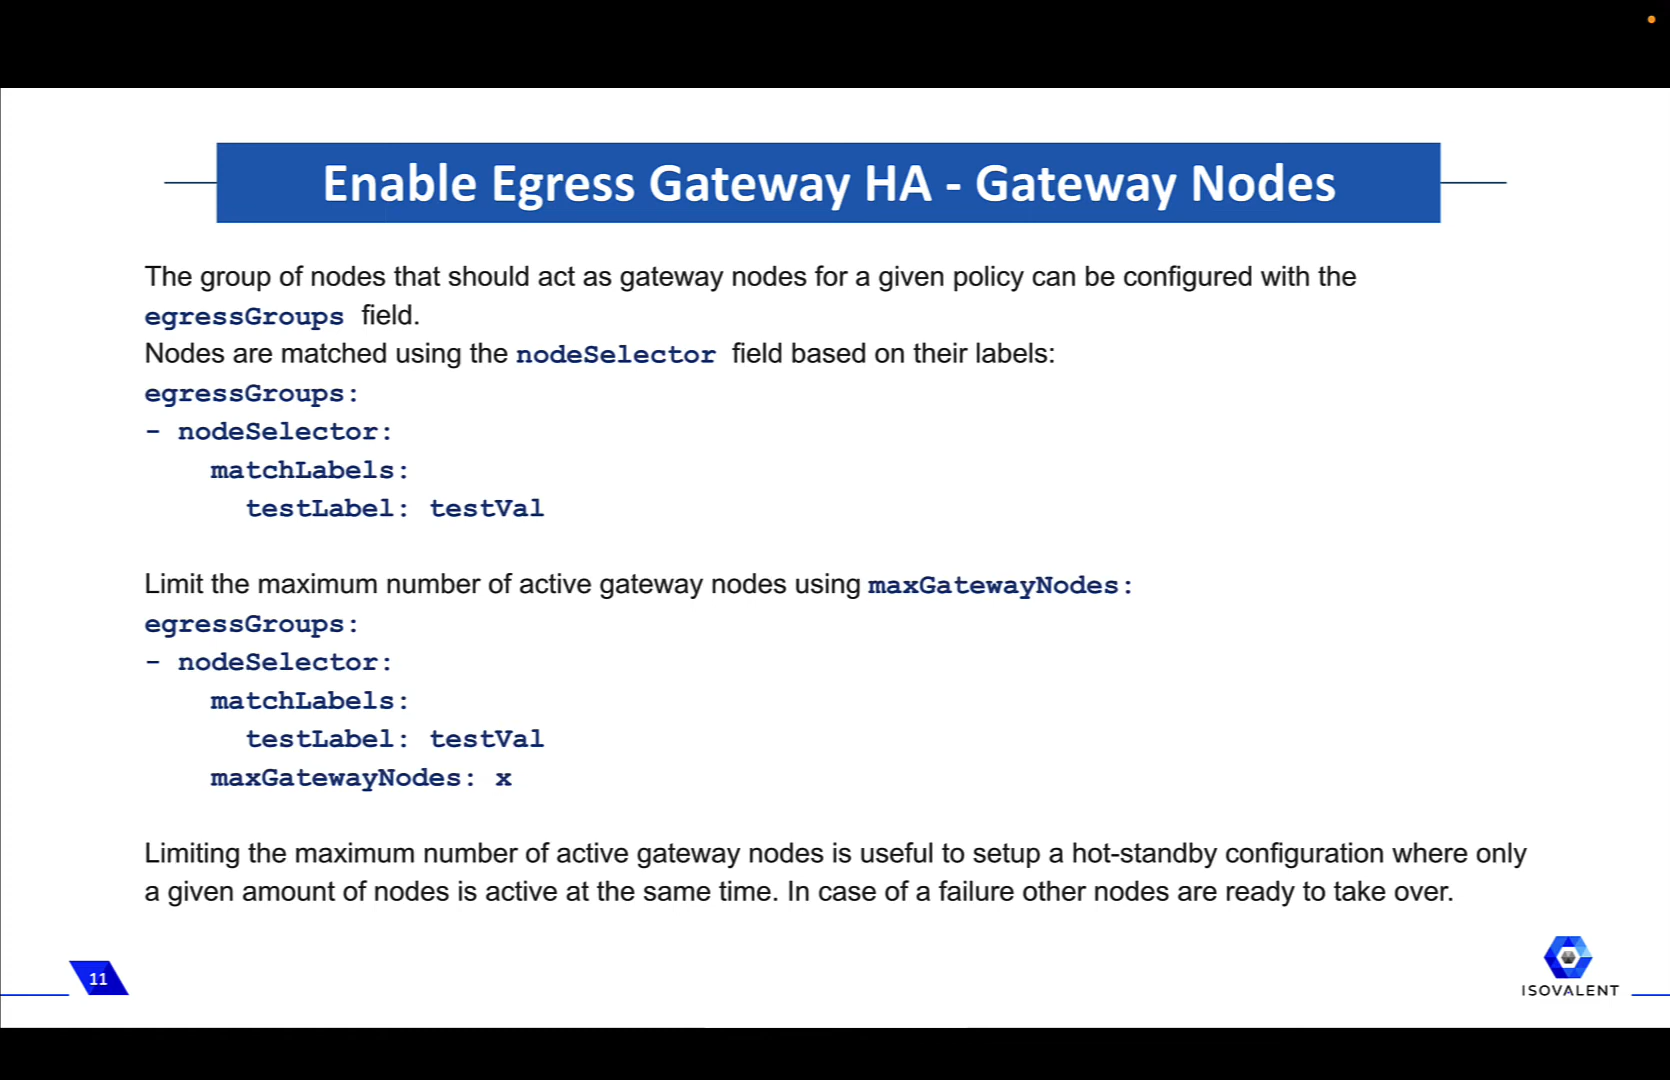 Enable Egress Gateway HA - Gateway Nodes
The group of nodes that should act as gateway nodes for a given policy can be configured with the
egressGroups field.
Nodes are matched using the nodeSelector field based on their labels:
egressGroups:
- nodeSelector:
    matchLabels:
      testLabel: testVal
Limit the maximum number of active gateway nodes using maxGatewayNodes:
egressGroups:
- nodeSelector:
    matchLabels:
      testLabel: testVal
    maxGatewayNodes: x
Limiting the maximum number of active gateway nodes is useful to setup a hot-standby configuration where only
a given amount of nodes is active at the same time. In case of a failure other nodes are ready to take over.
11
ISOVALENT